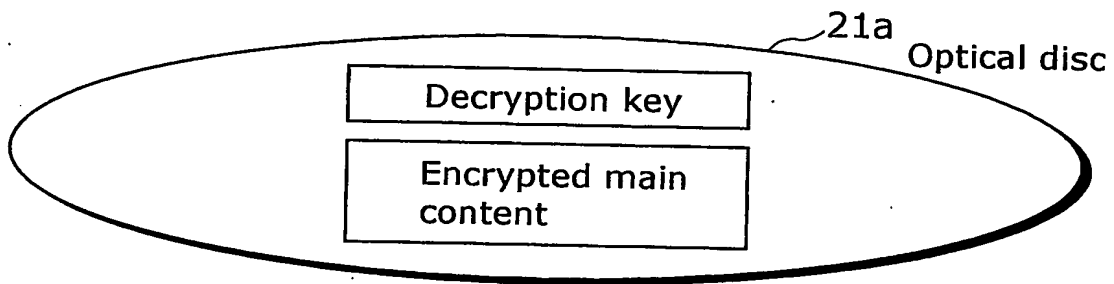 21a
Optical disc
Decryption key
Encrypted main
content